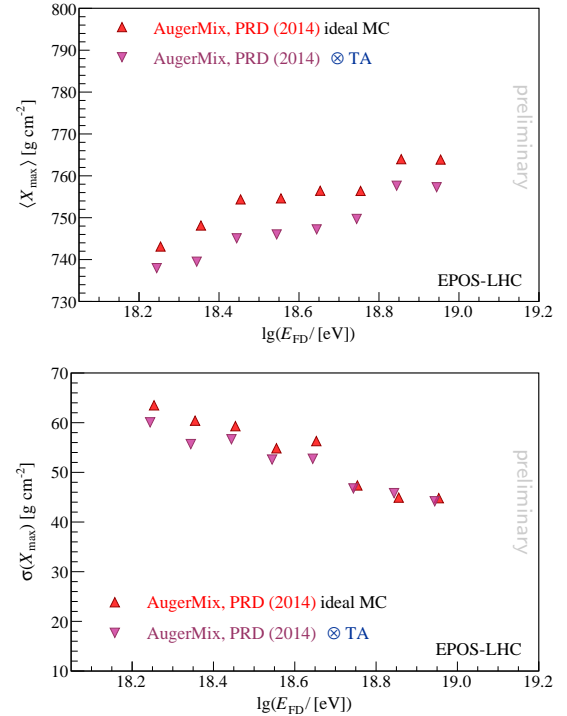 800
790
780
770
760
750
740
730
⟨X_max⟩ [g cm⁻²]
AugerMix, PRD (2014) ideal MC
AugerMix, PRD (2014) ⊗ TA
preliminary
EPOS-LHC
18.2 18.4 18.6 18.8 19.0 19.2
lg(E_FD/[eV])
70
60
50
40
30
20
10
σ(X_max) [g cm⁻²]
preliminary
AugerMix, PRD (2014) ideal MC
AugerMix, PRD (2014) ⊗ TA
EPOS-LHC
18.2 18.4 18.6 18.8 19.0 19.2
lg(E_FD/[eV])